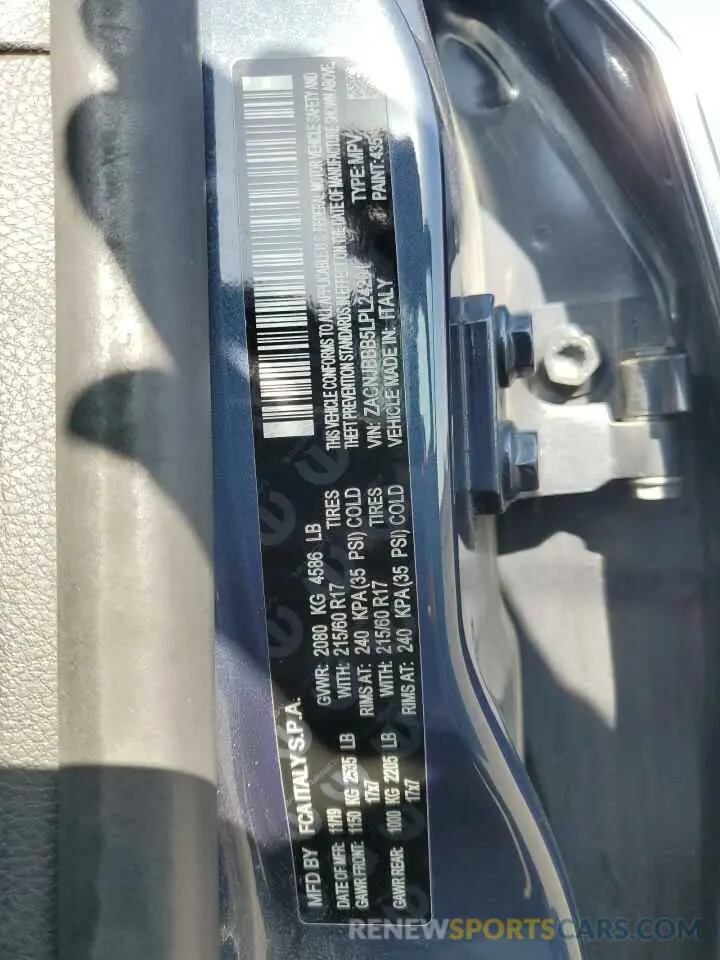 MFD BY FCA ITALY S.P.A.
DATE OF MFR: 11/19 GVWR: 2080 KG 4586 LB
GAWR FRONT: 1150 KG 2535 LB WITH: 215/60 R17 TIRES
17x7 RIMS AT: 240 KPA(35 PSI) COLD
GAWR REAR: 1000 KG 2205 LB WITH: 215/60 R17 TIRES
17x7 RIMS AT: 240 KPA(35 PSI) COLD
THIS VEHICLE CONFORMS TO ALL APPLICABLE U.S. FEDERAL MOTOR VEHICLE SAFETY AND
THEFT PREVENTION STANDARDS IN EFFECT ON THE DATE OF MANUFACTURE SHOWN ABOVE.
VIN: TYPE: MPV
VEHICLE MADE IN: ITALY PAINT:
RENEWSPORTSCARS.COM